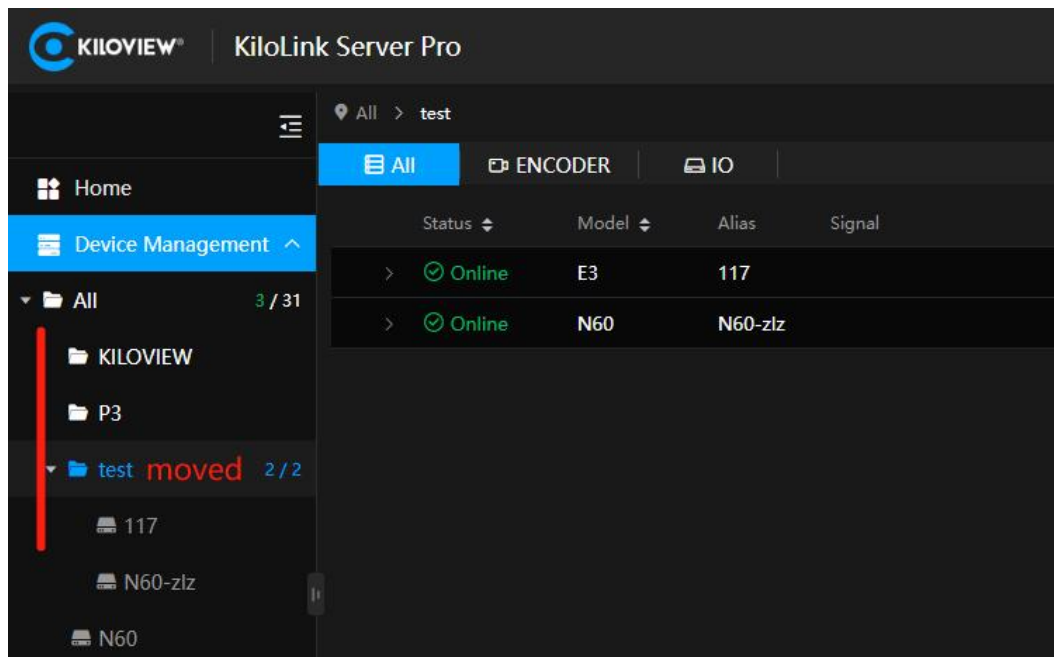 KILOVIEW® KiloLink Server Pro
All > test
All ENCODER IO
Home
Status Model Alias Signal
Device Management
Online E3 117
All 3 / 31
Online N60 N60-zlz
KILOVIEW
P3
test moved 2 / 2
117
N60-zlz
N60